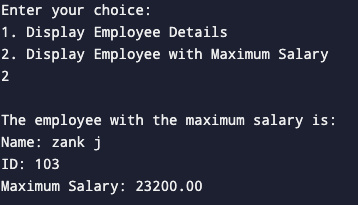 Enter your choice:
1. Display Employee Details
2. Display Employee with Maximum Salary
2
The employee with the maximum salary is:
Name: zank j
ID: 103
Maximum Salary: 23200.00